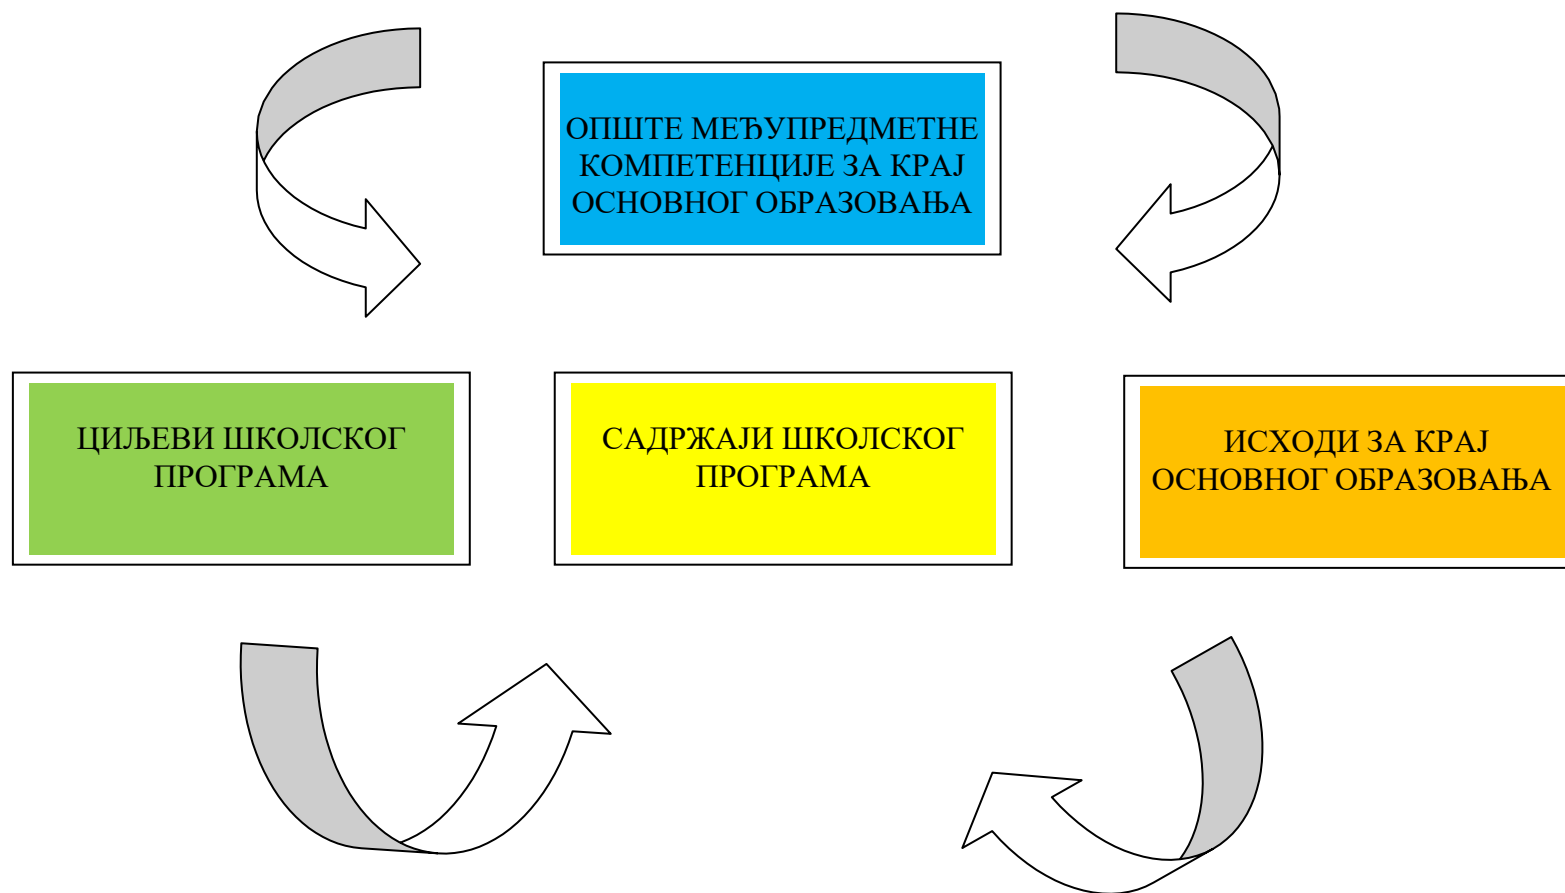 ОПШТЕ МЕЂУПРЕДМЕТНЕ
КОМПЕТЕНЦИЈЕ ЗА КРАЈ
ОСНОВНОГ ОБРАЗОВАЊА
ЦИЉЕВИ ШКОЛСКОГ
ПРОГРАМА
САДРЖАЈИ ШКОЛСКОГ
ПРОГРАМА
ИСХОДИ ЗА КРАЈ
ОСНОВНОГ ОБРАЗОВАЊА